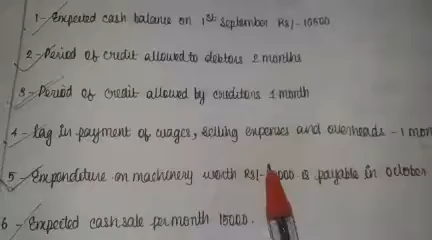 1- Expected cash balance on 1st September Rs/- 10500
2- Period of credit allowed to debtors 2 months
3- Period of credit allowed by creditors 1 month
4- Lag in payment of wages, selling expenses and overheads - 1 mon
5- Expenditure on machinery worth Rs/- 000 is payable in october
6- Expected cash sale per month 15000.